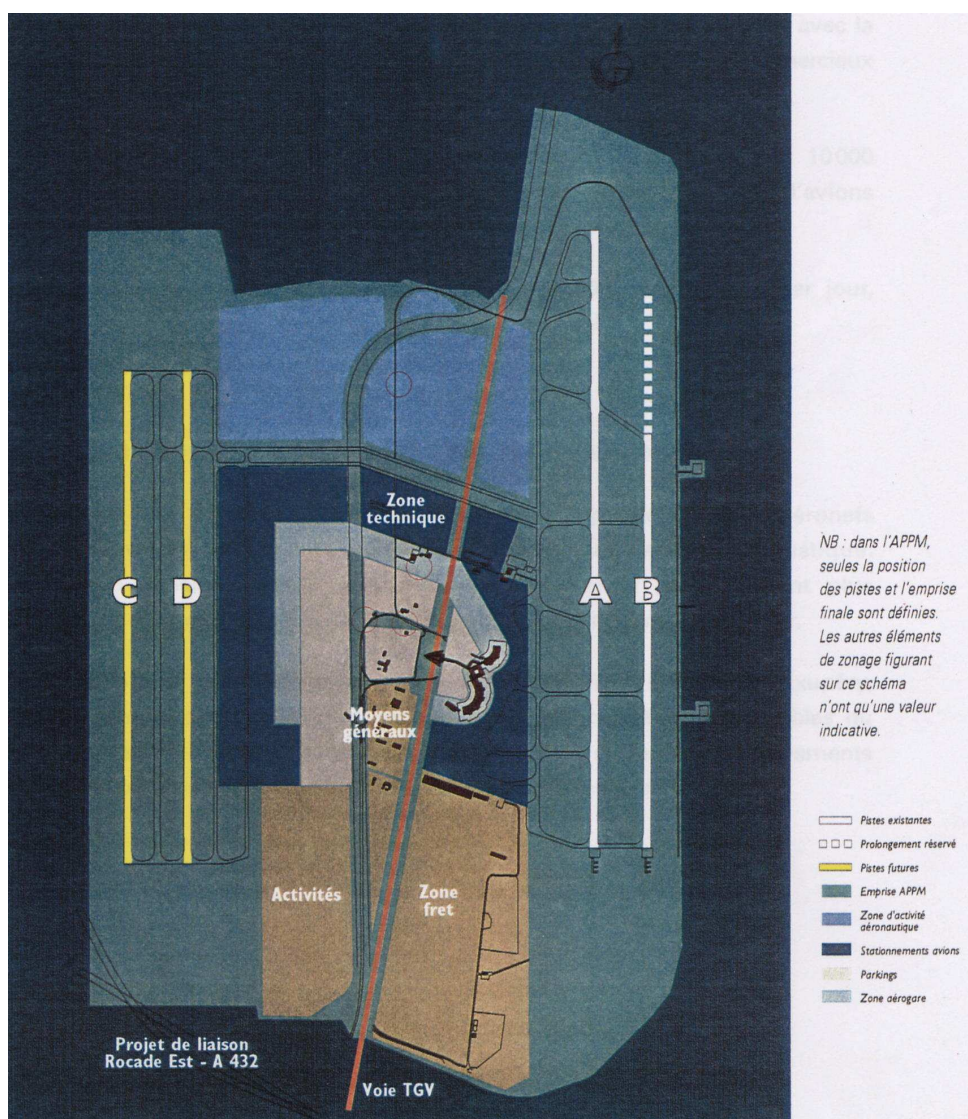 avec la
10 000
d'avions
jour,
Zone
technique
C
D
A
B
Moyens
généraux
Activités
Zone
fret
Projet de liaison
Rocade Est - A 432
Voie TGV
NB : dans l'APPM,
seules la position
des pistes et l'emprise
finale sont définies.
Les autres éléments
de zonage figurant
sur ce schéma
n'ont qu'une valeur
indicative.
Pistes existantes
Prolongement réservé
Pistes futures
Emprise APPM
Zone d'activité
aéronautique
Stationnements avions
Parkings
Zone aérogare